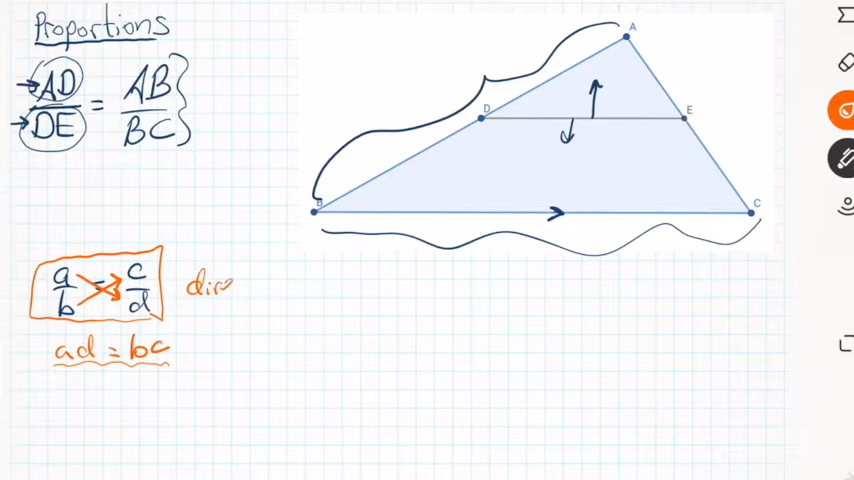 Proportions
AD/DE = AB/BC
a/b = c/d
dir
ad = bc
A
D
E
B
C